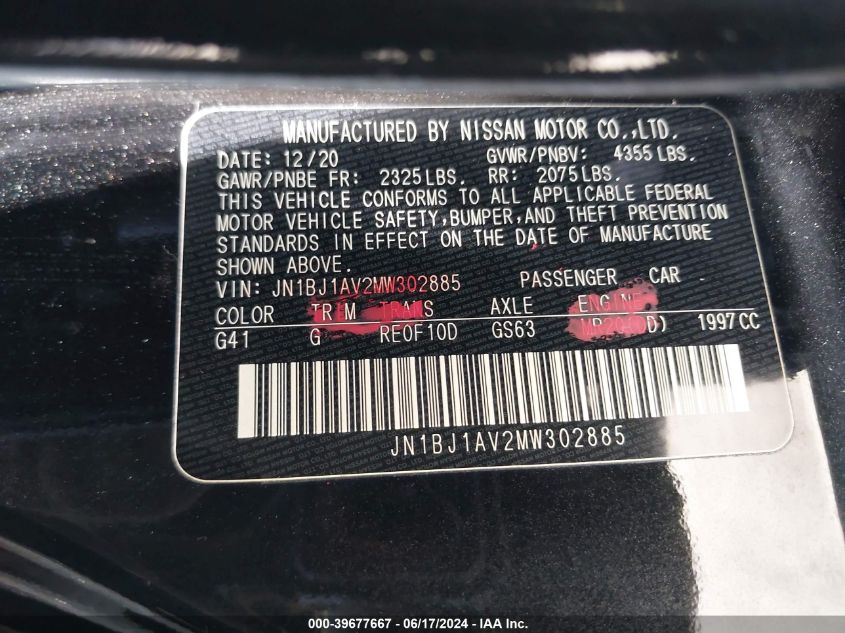 MANUFACTURED BY NISSAN MOTOR CO.,LTD.
DATE: 12/20 GVWR/PNBV: 4355 LBS.
GAWR/PNBE FR: 2325 LBS. RR: 2075 LBS.
THIS VEHICLE CONFORMS TO ALL APPLICABLE FEDERAL
MOTOR VEHICLE SAFETY, BUMPER, AND THEFT PREVENTION
STANDARDS IN EFFECT ON THE DATE OF MANUFACTURE
SHOWN ABOVE.
VIN: JN1BJ1AV2MW302885 PASSENGER CAR
COLOR TRIM TRANS AXLE ENGINE
G41 G RE0F10D GS63 1997CC
JN1BJ1AV2MW302885
000-39677667 - 06/17/2024 - IAA Inc.